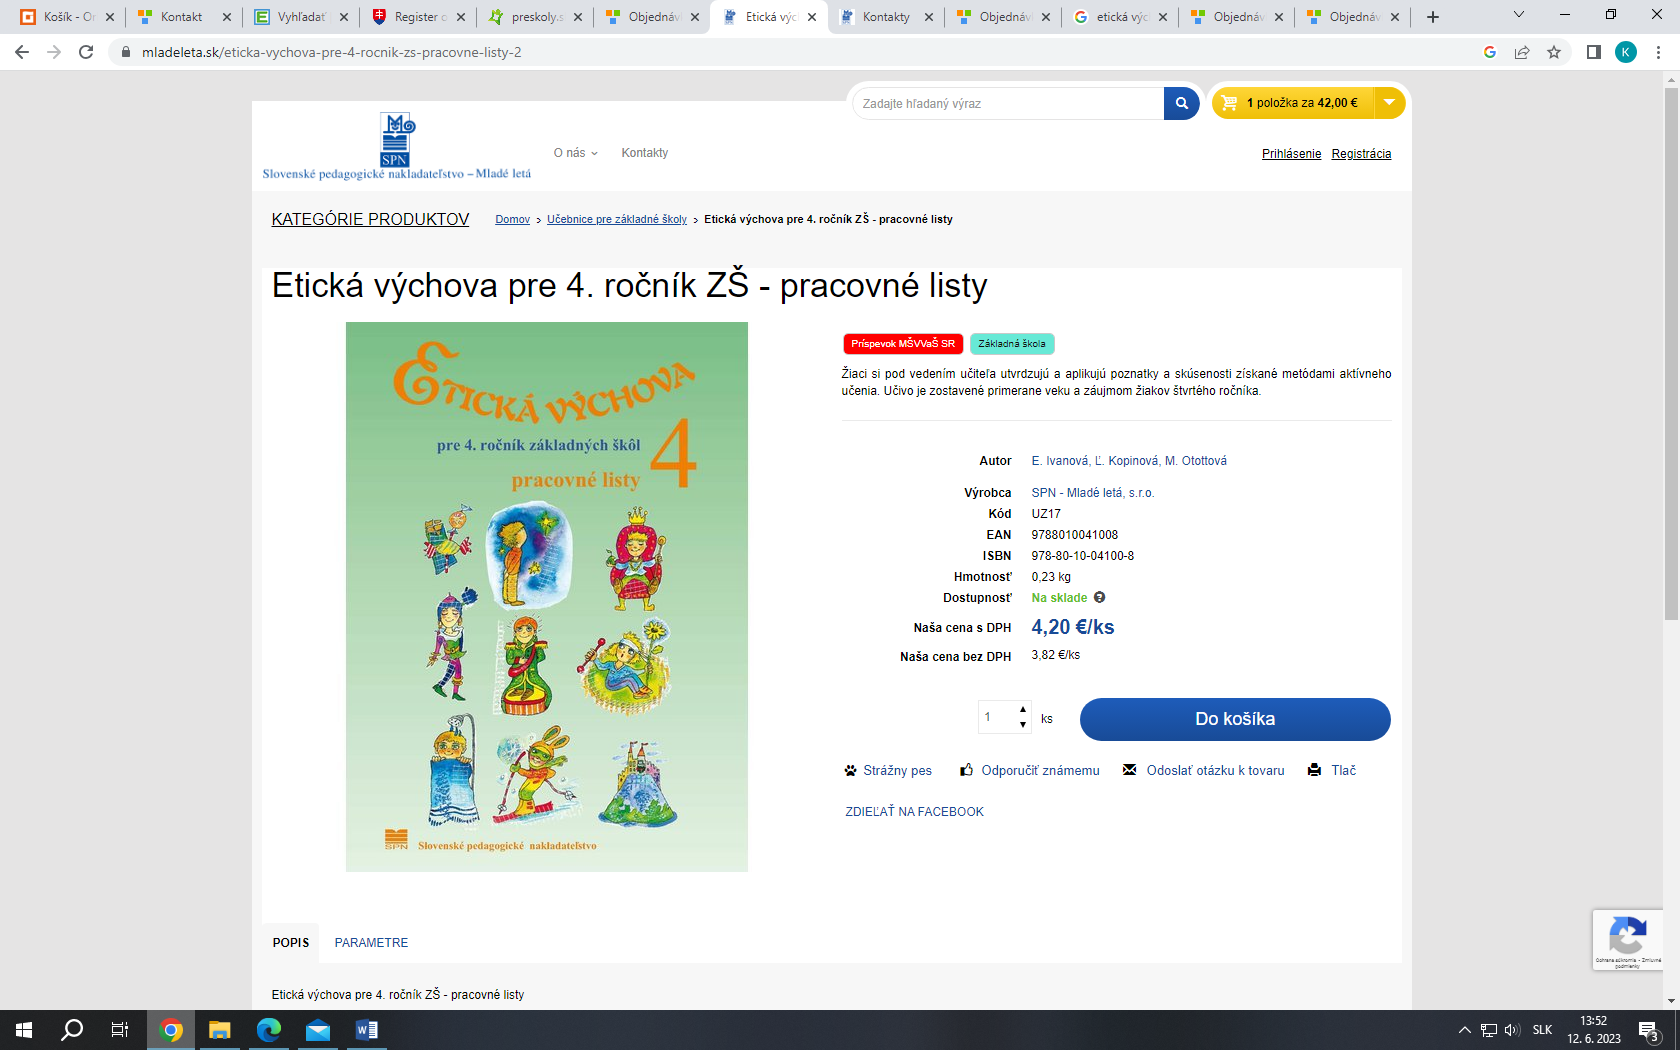 Košík - Or
Kontakt
Vyhľadať
Register o
preskoly.s
Objednáv
Etická výc
Kontakty
Objednáv
etická výc
Objednáv
Objednáv
mladeleta.sk/eticka-vychova-pre-4-rocnik-zs-pracovne-listy-2
K
Zadajte hľadaný výraz
1 položka za 42,00 €
SPN
Slovenské pedagogické nakladateľstvo – Mladé letá
O nás
Kontakty
Prihlásenie
Registrácia
KATEGÓRIE PRODUKTOV
Domov > Učebnice pre základné školy > Etická výchova pre 4. ročník ZŠ - pracovné listy
Etická výchova pre 4. ročník ZŠ - pracovné listy
ETICKÁ VÝCHOVA
pre 4. ročník základných škôl
4
pracovné listy
SPN
Slovenské pedagogické nakladateľstvo
Príspevok MŠVVaŠ SR
Základná škola
Žiaci si pod vedením učiteľa utvrdzujú a aplikujú poznatky a skúsenosti získané metódami aktívneho
učenia. Učivo je zostavené primerane veku a záujmom žiakov štvrtého ročníka.
Autor E. Ivanová, Ľ. Kopinová, M. Otottová
Výrobca SPN - Mladé letá, s.r.o.
Kód UZ17
EAN 9788010041008
ISBN 978-80-10-04100-8
Hmotnosť 0,23 kg
Dostupnosť Na sklade ?
Naša cena s DPH 4,20 €/ks
Naša cena bez DPH 3,82 €/ks
1 ks
Do košíka
Strážny pes
Odporučiť známemu
Odoslať otázku k tovaru
Tlač
ZDIEĽAŤ NA FACEBOOK
POPIS
PARAMETRE
Ochrana súkromia - Zmluvné
podmienky
Etická výchova pre 4. ročník ZŠ - pracovné listy
SLK
13:52
12. 6. 2023
3